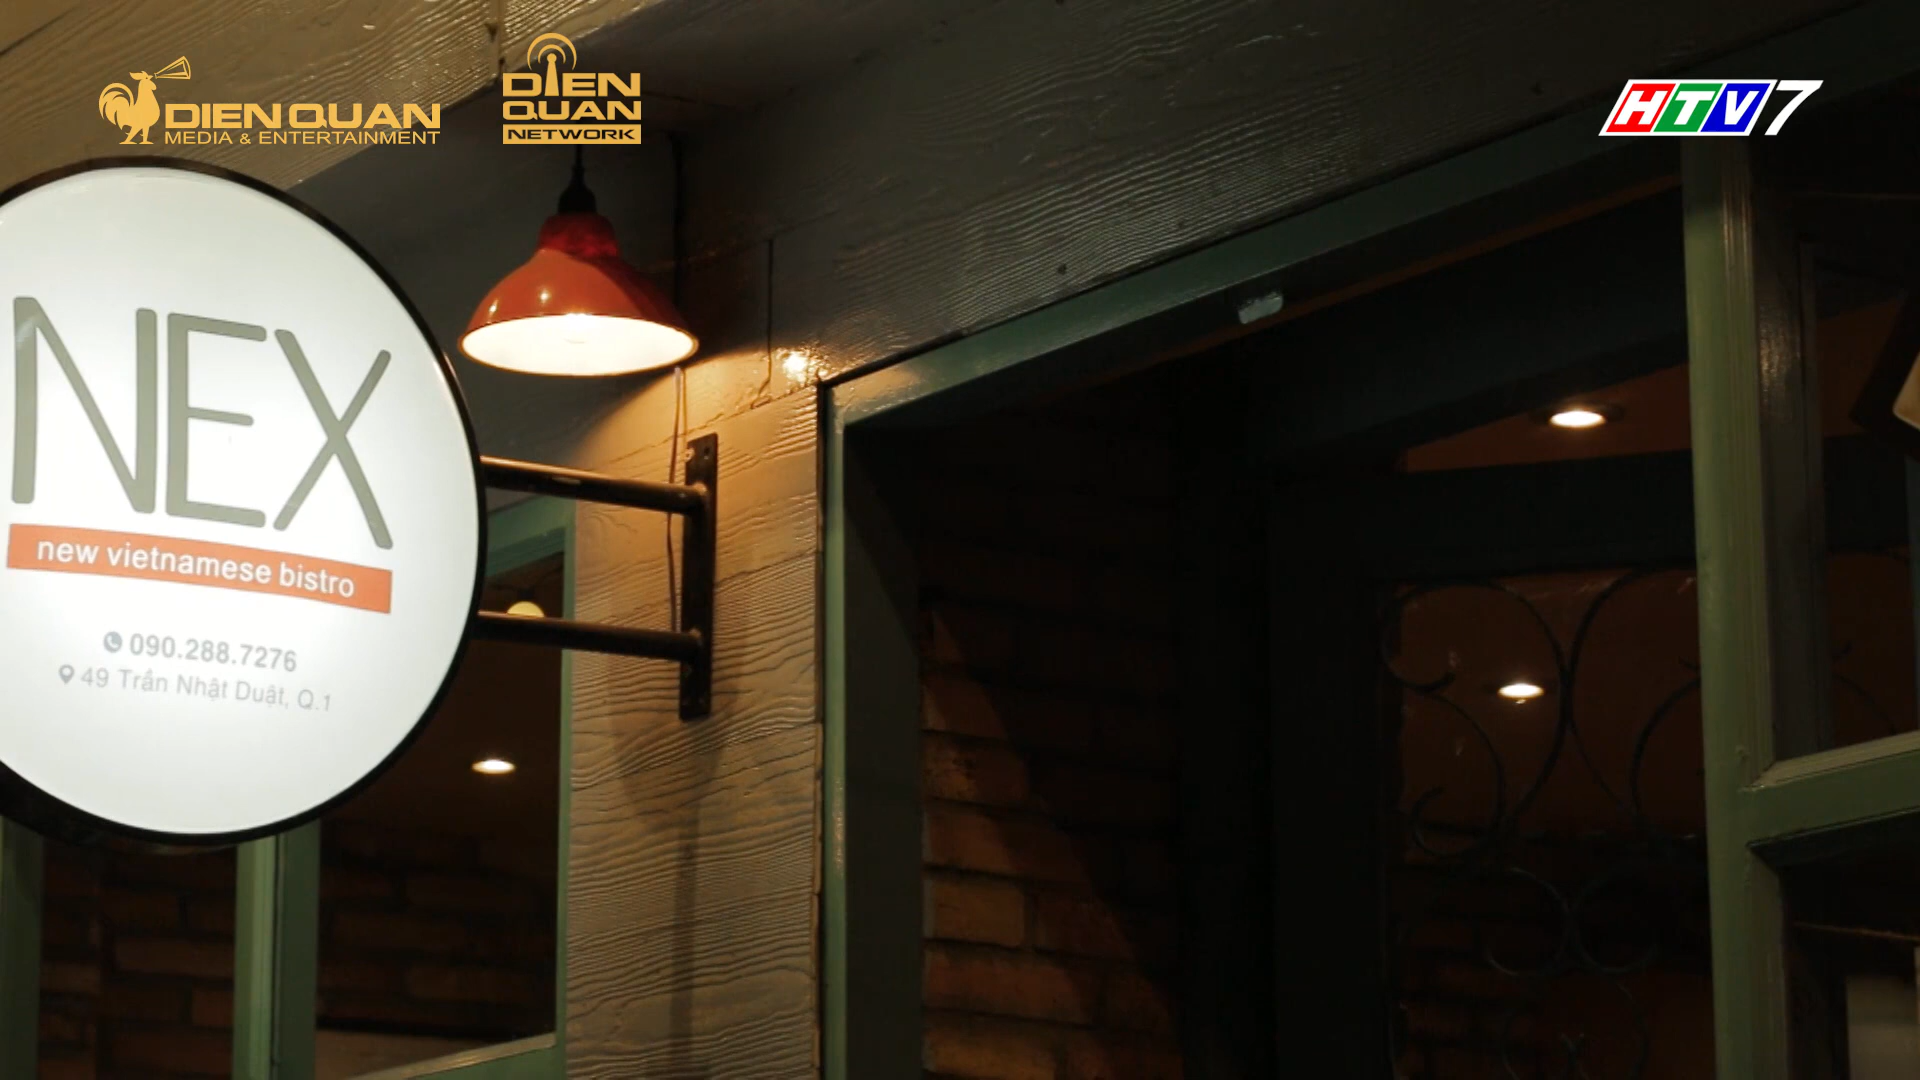 DIEN QUAN
MEDIA & ENTERTAINMENT
DIEN
QUAN
NETWORK
HTV7
NEX
new vietnamese bistro
090.288.7276
49 Trần Nhật Duật, Q.1